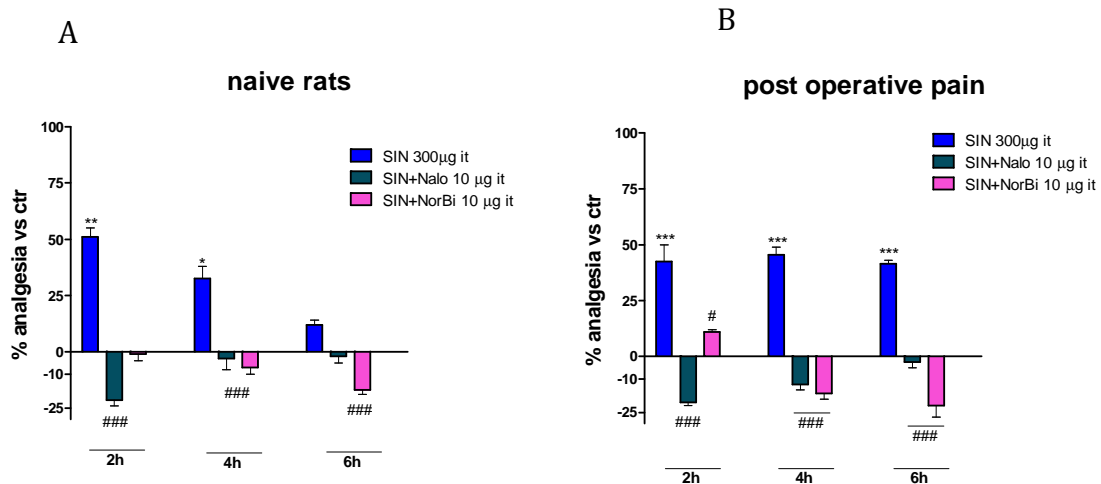 A
naive rats
% analgesia vs ctr
100
75
50
25
0
-10
-25
SIN 300µg it
SIN+Nalo 10 µg it
SIN+NorBi 10 µg it
**
*
###
###
###
2h
4h
6h
B
post operative pain
% analgesia vs ctr
100
75
50
25
0
-10
-25
SIN 300µg it
SIN+Nalo 10 µg it
SIN+NorBi 10 µg it
***
***
***
#
###
###
###
2h
4h
6h